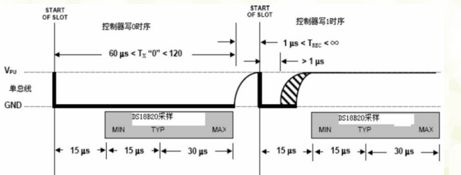 START
OF SLOT
控制器写0时序
START
OF SLOT
控制器写1时序
60 μs < TX "0" < 120
1 μs < TREC < ∞
> 1 μs
VPU
单总线
GND
DS18B20采样
MIN TYP MAX
DS18B20采样
MIN TYP MAX
15 μs 15 μs 30 μs
15 μs 15 μs 30 μs